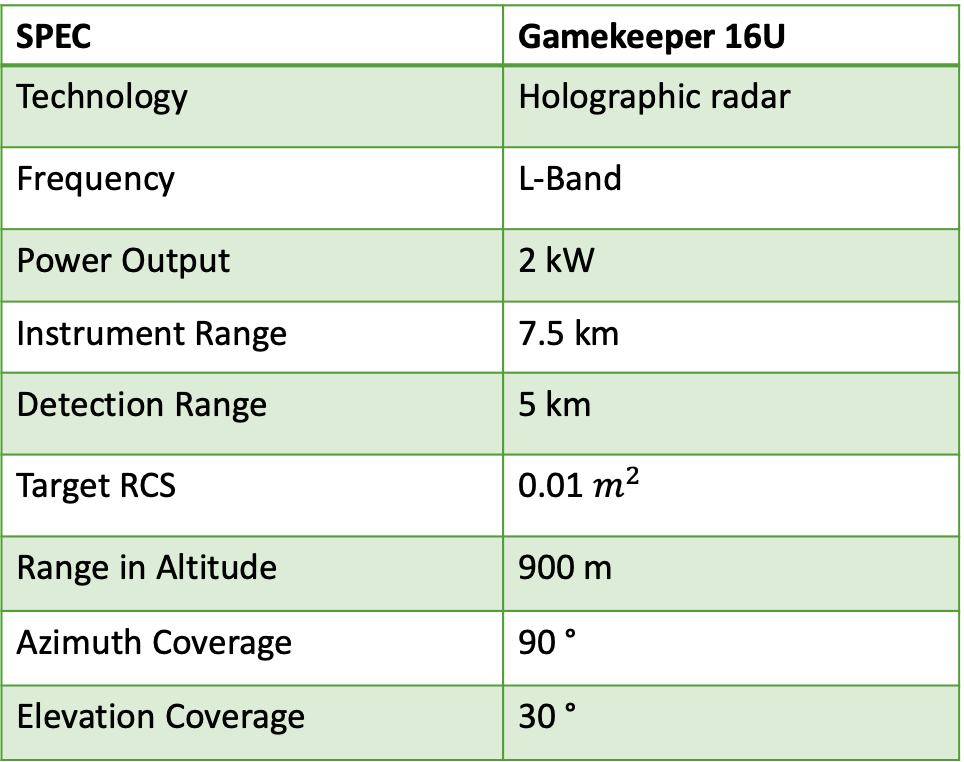 SPEC Gamekeeper 16U
Technology Holographic radar
Frequency L-Band
Power Output 2 kW
Instrument Range 7.5 km
Detection Range 5 km
Target RCS 0.01 m²
Range in Altitude 900 m
Azimuth Coverage 90 °
Elevation Coverage 30 °